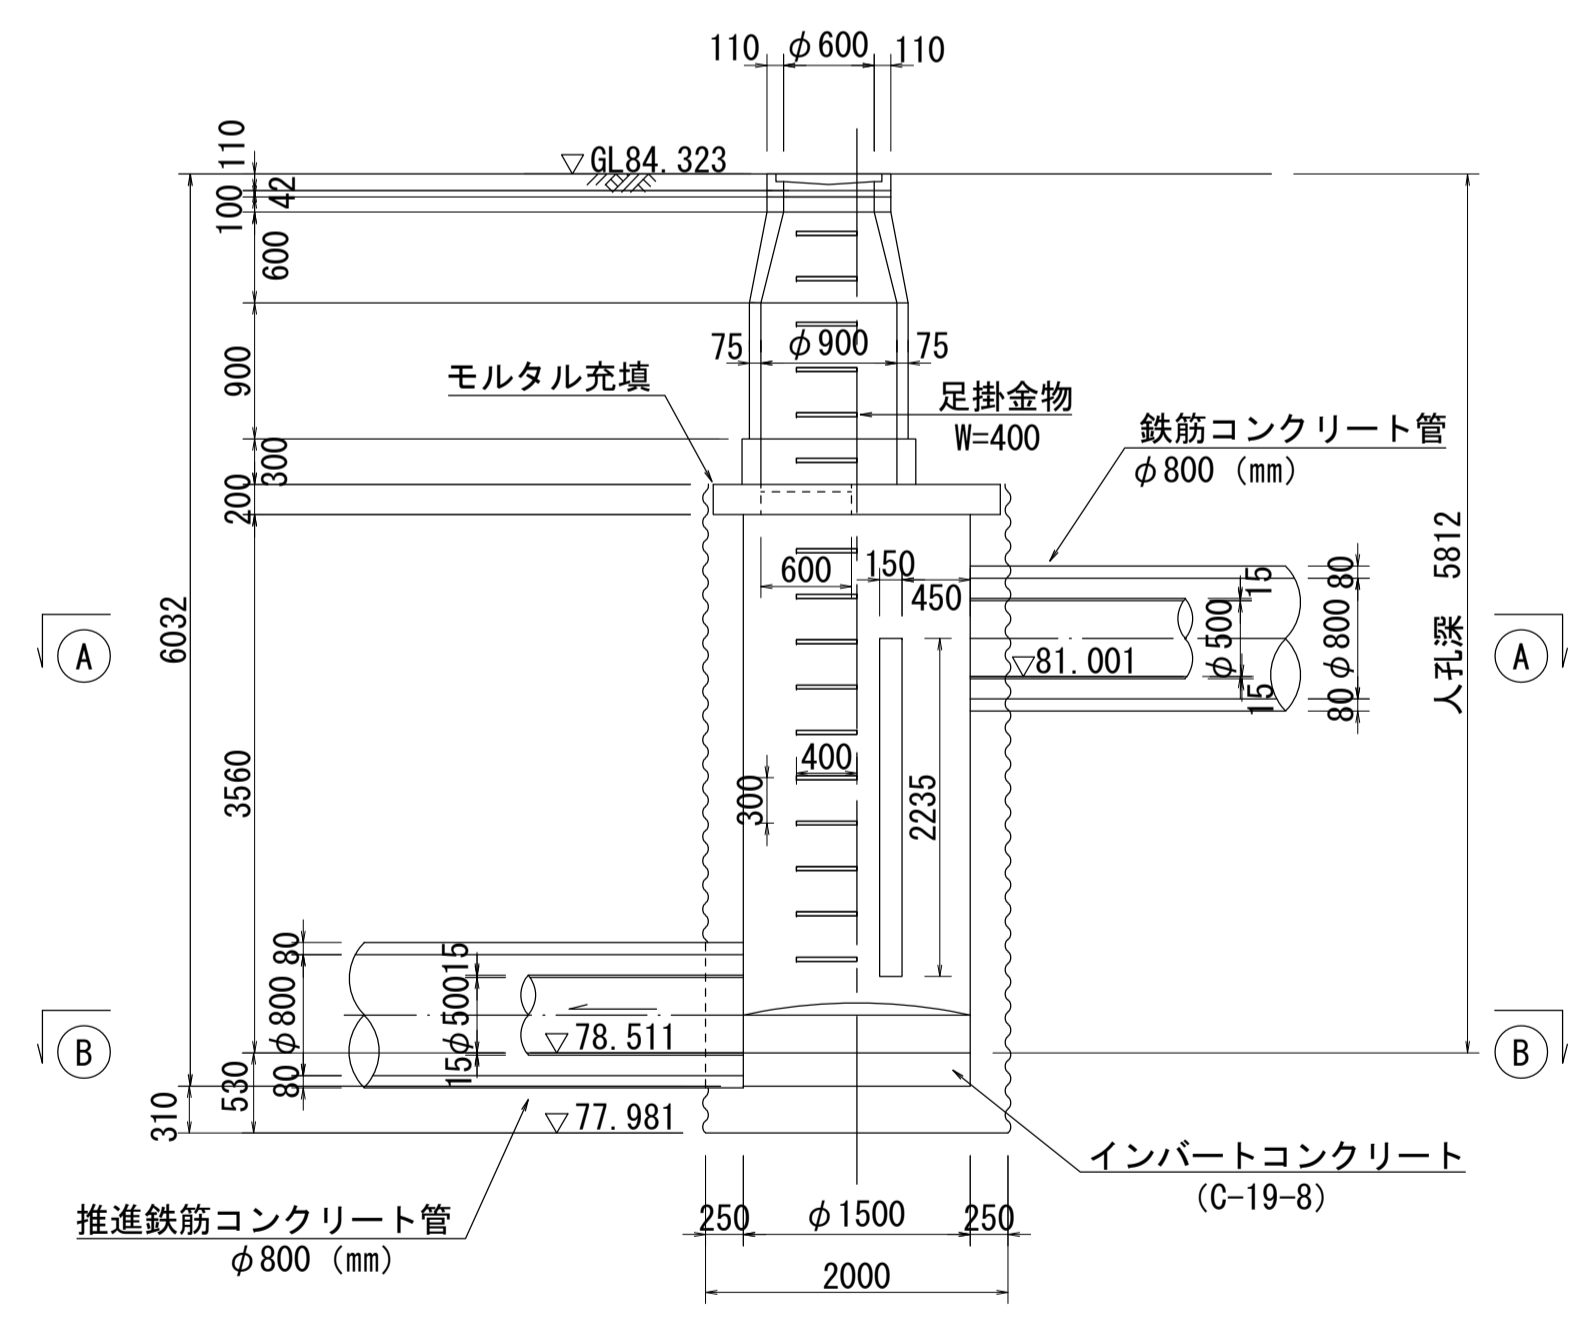 110
φ600
110
GL84.323
110
42
100
600
900
300
200
3560
6032
530
310
75
φ900
75
モルタル充填
足掛金物
W=400
鉄筋コンクリート管
φ800 (mm)
600
150
450
81.001
15
φ500
15
80
φ800
80
人孔深 5812
A
A
400
300
2235
80
φ800
80
15
φ500
15
78.511
77.981
B
B
インバートコンクリート
(C-19-8)
推進鉄筋コンクリート管
φ800 (mm)
250
φ1500
250
2000